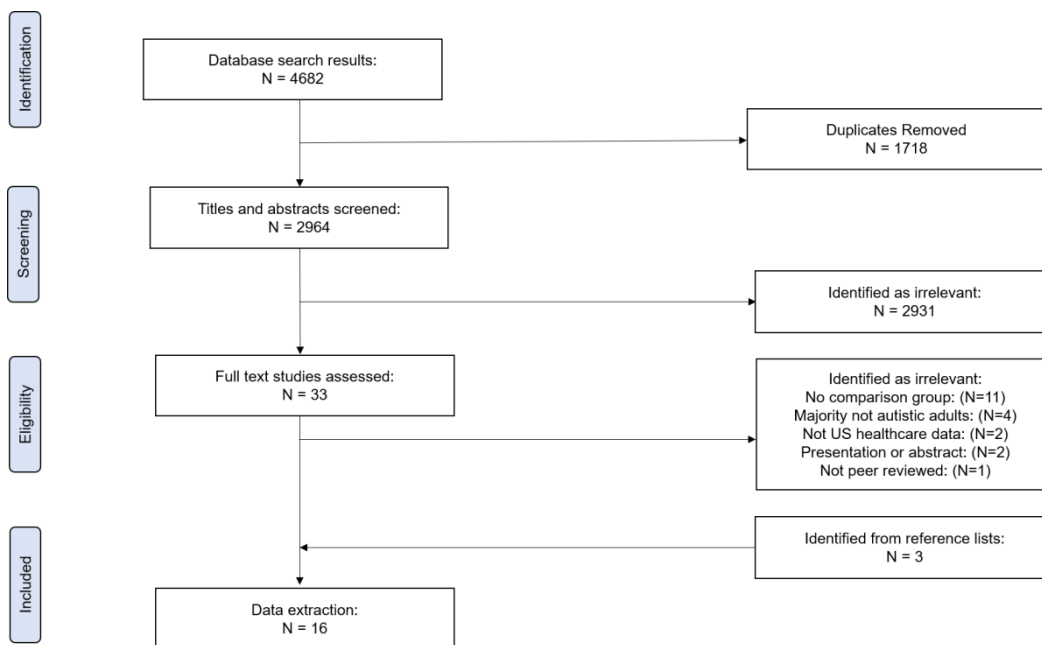 Identification
Database search results:
N = 4682
Duplicates Removed
N = 1718
Screening
Titles and abstracts screened:
N = 2964
Identified as irrelevant:
N = 2931
Eligibility
Full text studies assessed:
N = 33
Identified as irrelevant:
No comparison group: (N=11)
Majority not autistic adults: (N=4)
Not US healthcare data: (N=2)
Presentation or abstract: (N=2)
Not peer reviewed: (N=1)
Included
Identified from reference lists:
N = 3
Data extraction:
N = 16